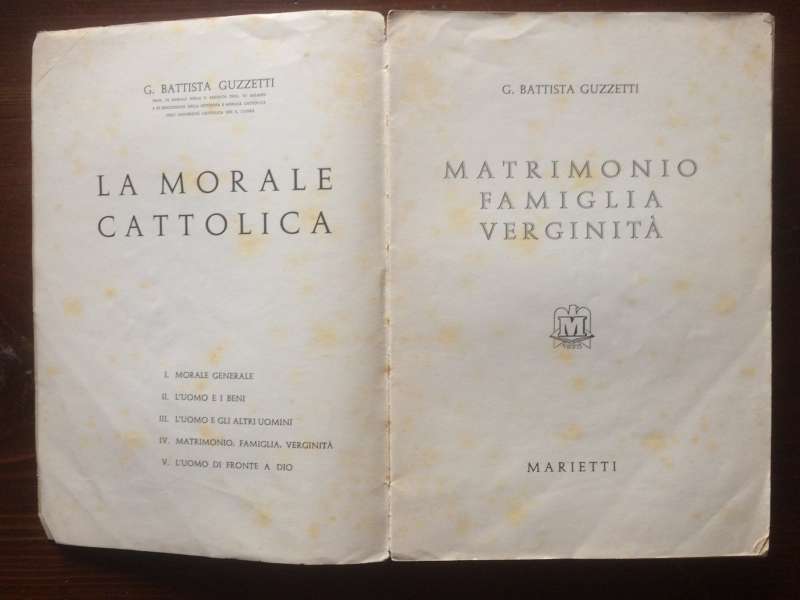 G. BATTISTA GUZZETTI
LA MORALE
CATTOLICA
I. MORALE GENERALE
II. L'UOMO E I BENI
III. L'UOMO E GLI ALTRI UOMINI
IV. MATRIMONIO, FAMIGLIA, VERGINITÀ
V. L'UOMO DI FRONTE A DIO
G. BATTISTA GUZZETTI
MATRIMONIO
FAMIGLIA
VERGINITÀ
M
MARIETTI